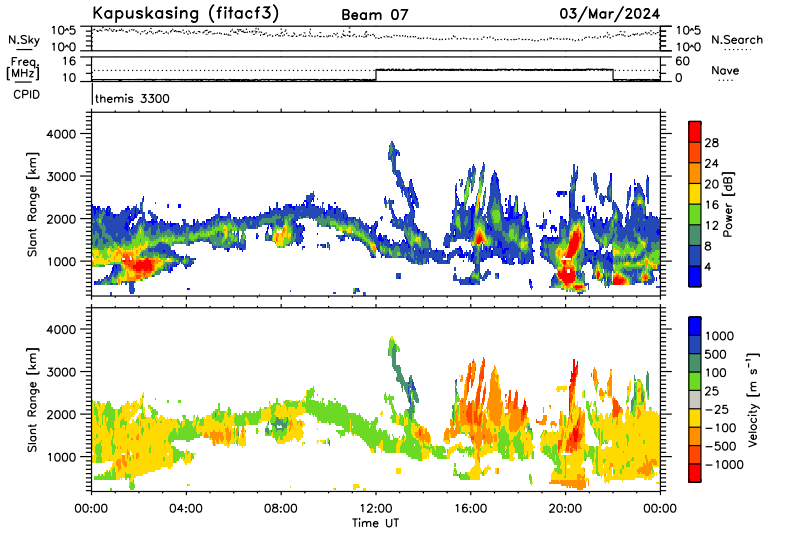 Kapuskasing (fitacf3) Beam 07 03/Mar/2024
N.Sky 10^5 10^0 10^5 10^0 N.Search
Freq. [MHz] 16 10 60 0 Nave
CPID themis 3300
Slant Range [km] 4000 3000 2000 1000
Power [dB] 28 24 20 16 12 8 4
Slant Range [km] 4000 3000 2000 1000
Velocity [m s^-1] 1000 500 100 25 -25 -100 -500 -1000
00:00 04:00 08:00 12:00 16:00 20:00 00:00
Time UT